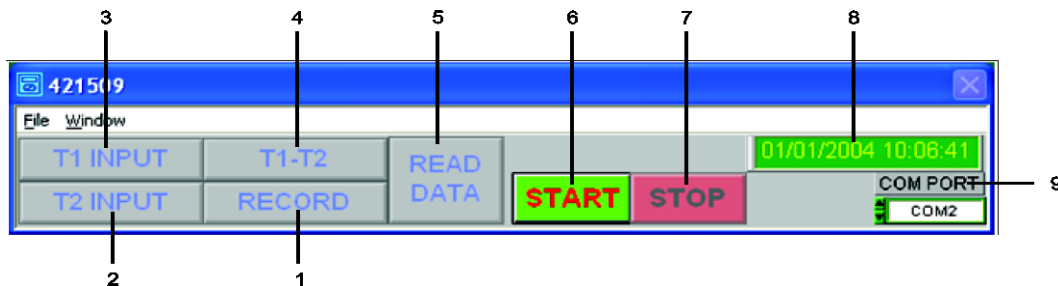 3 4 5 6 7 8
421509
File Window
T1 INPUT T1-T2 READ DATA 01/01/2004 10:06:41
T2 INPUT RECORD START STOP COM PORT 9
COM2
2 1